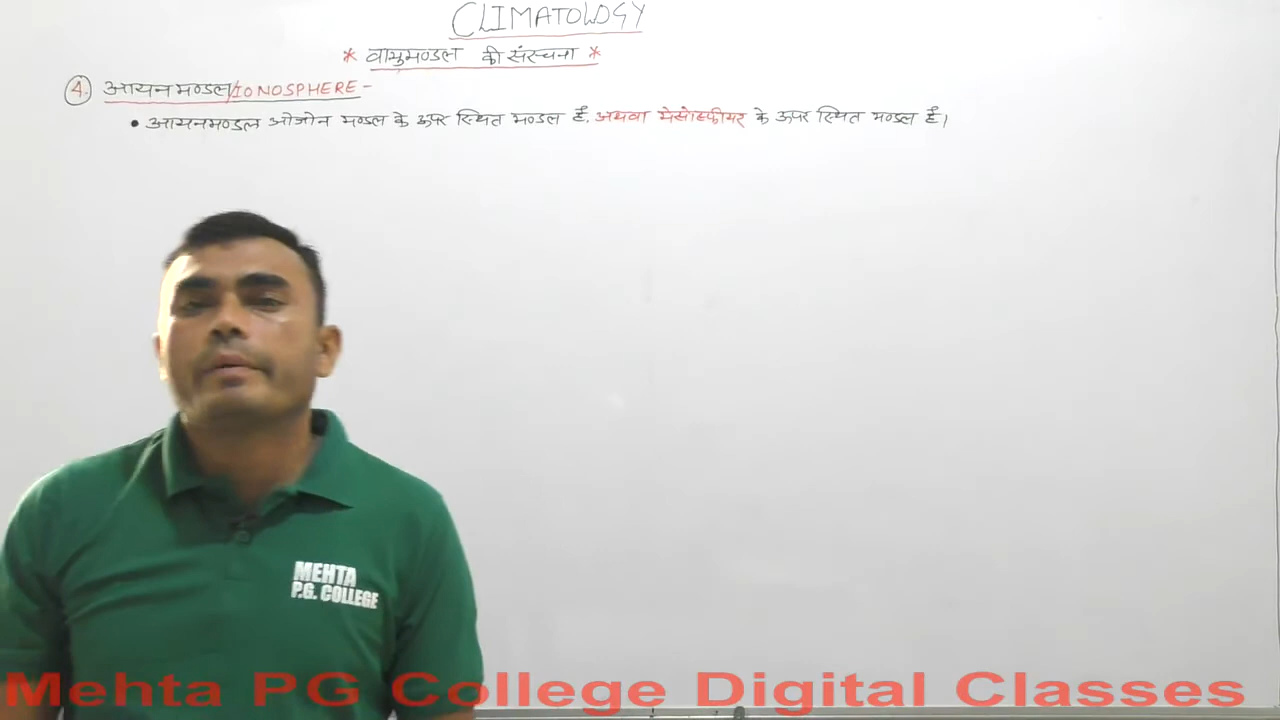 CLIMATOLOGY
* वायुमण्डल की संरचना *
4. आयनमण्डल/IONOSPHERE -
• आयनमण्डल ओजोन मण्डल के ऊपर स्थित मण्डल है, अथवा मेसोस्फीयर के ऊपर स्थित मण्डल है।
MEHTA
P.G. COLLEGE
Mehta PG College Digital Classes